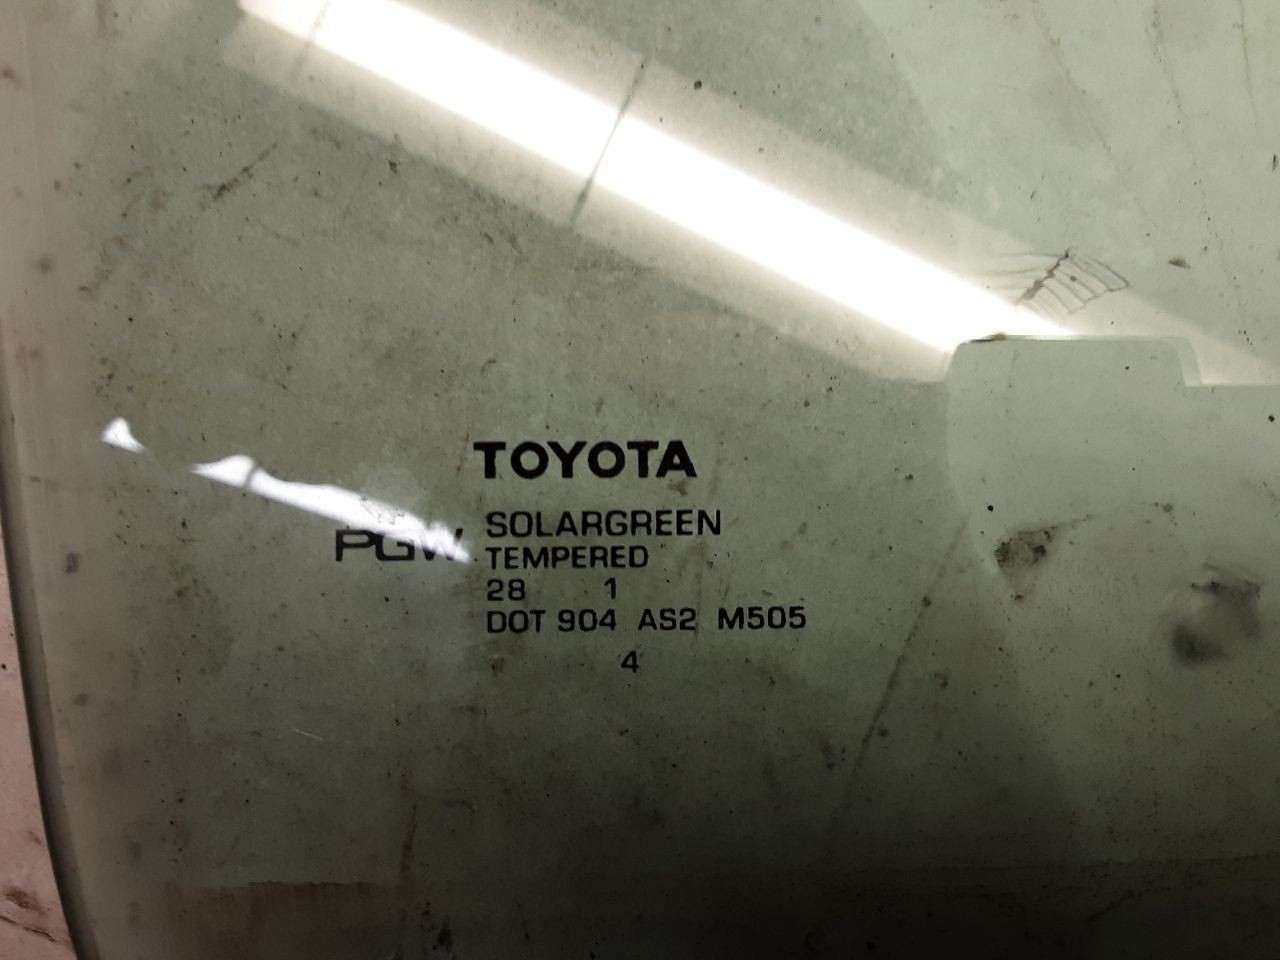 TOYOTA
PGW SOLARGREEN
TEMPERED
28 1
DOT 904 AS2 M505
4